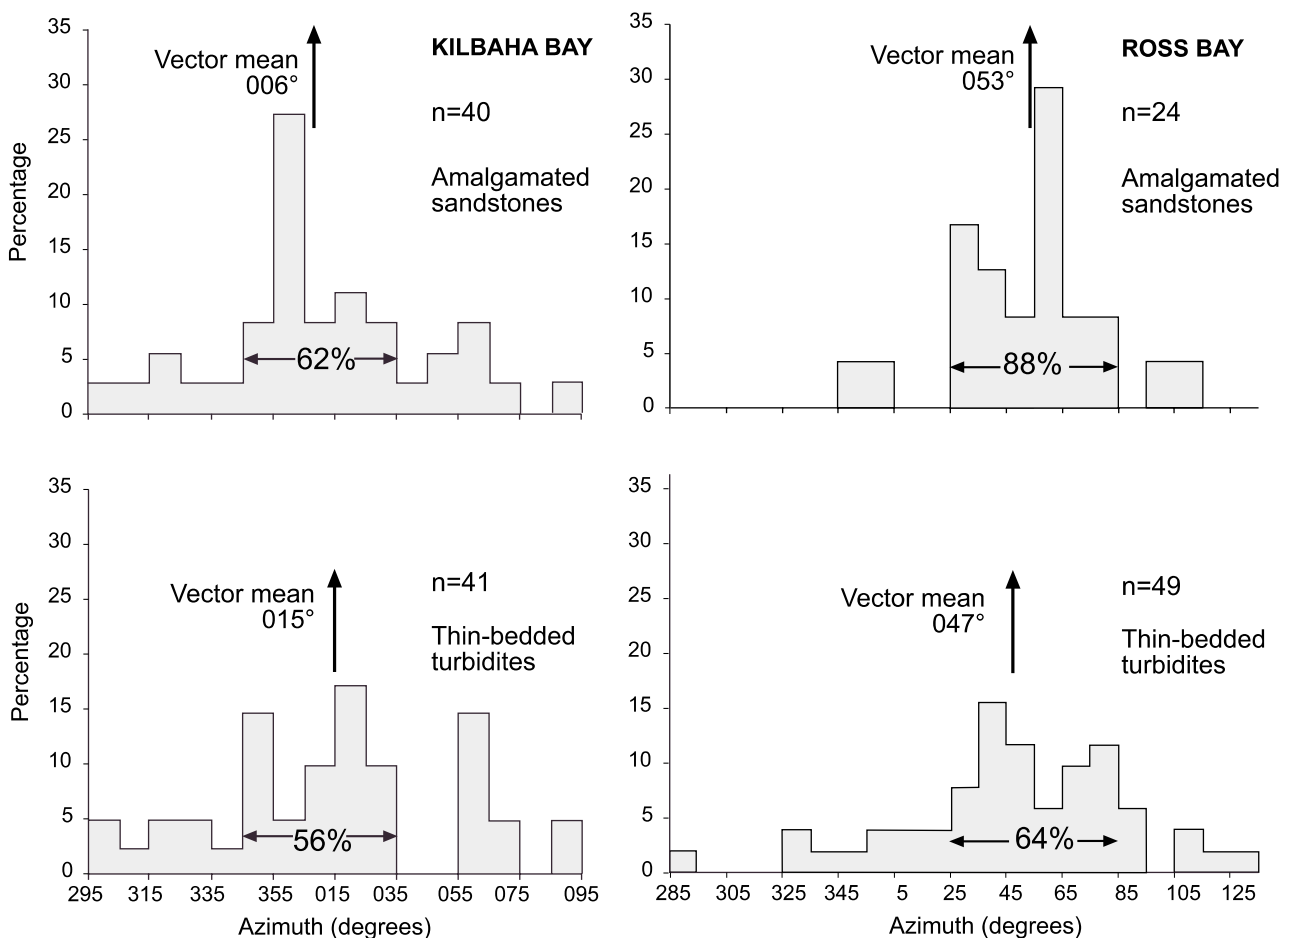 35
30
25
20
15
10
5
0
Percentage
Vector mean
006°
KILBAHA BAY
n=40
Amalgamated
sandstones
62%
35
30
25
20
15
10
5
0
Vector mean
053°
ROSS BAY
n=24
Amalgamated
sandstones
88%
35
30
25
20
15
10
5
0
Percentage
Vector mean
015°
n=41
Thin-bedded
turbidites
56%
295 315 335 355 015 035 055 075 095
Azimuth (degrees)
35
30
25
20
15
10
5
0
Vector mean
047°
n=49
Thin-bedded
turbidites
64%
285 305 325 345 5 25 45 65 85 105 125
Azimuth (degrees)